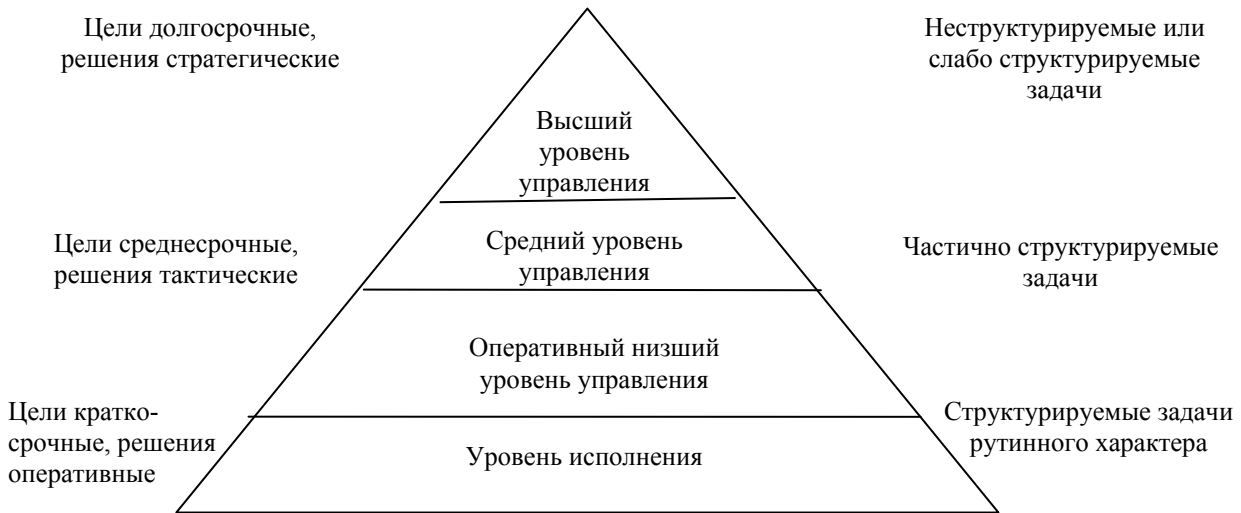 Цели долгосрочные,
решения стратегические
Неструктурируемые или
слабо структурируемые
задачи
Высший
уровень
управления
Цели среднесрочные,
решения тактические
Средний уровень
управления
Частично структурируемые
задачи
Оперативный низший
уровень управления
Цели кратко-
срочные, решения
оперативные
Уровень исполнения
Структурируемые задачи
рутинного характера